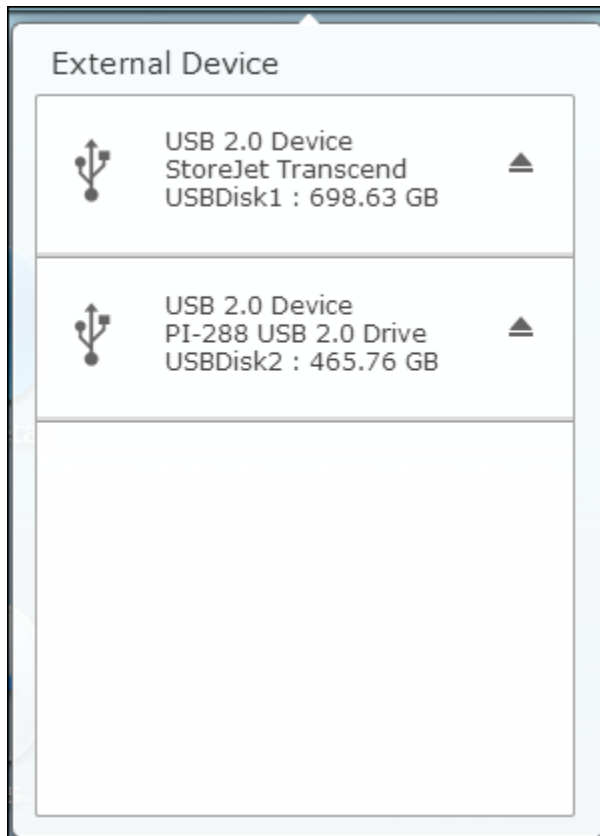 External Device
USB 2.0 Device
StoreJet Transcend
USBDisk1 : 698.63 GB
USB 2.0 Device
PI-288 USB 2.0 Drive
USBDisk2 : 465.76 GB